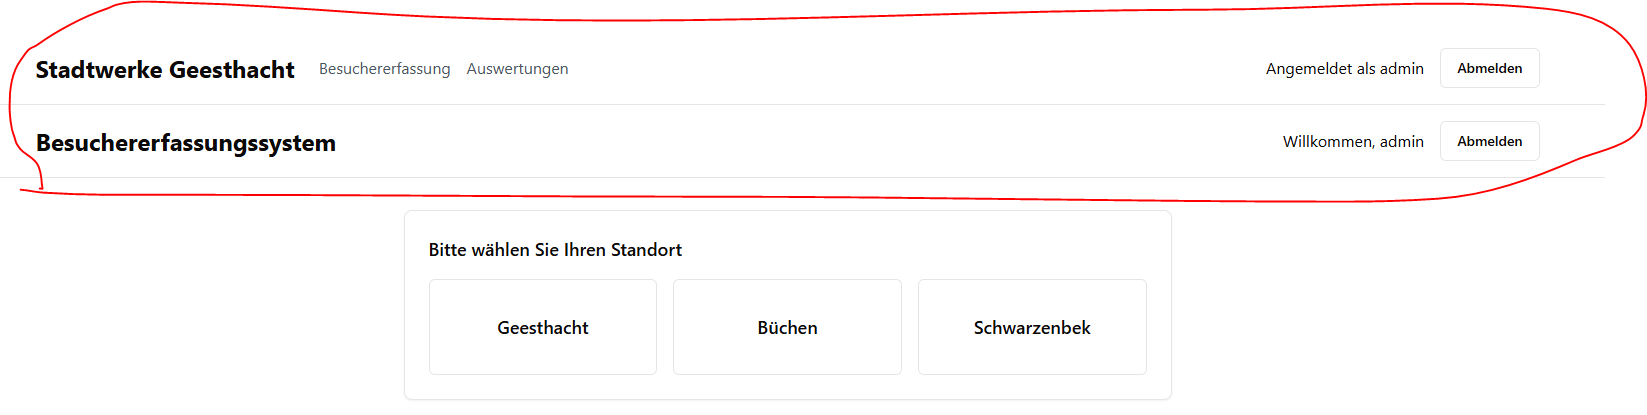 Stadtwerke Geesthacht Besuchererfassung Auswertungen Angemeldet als admin Abmelden
Besuchererfassungssystem Willkommen, admin Abmelden
Bitte wählen Sie Ihren Standort
Geesthacht Büchen Schwarzenbek